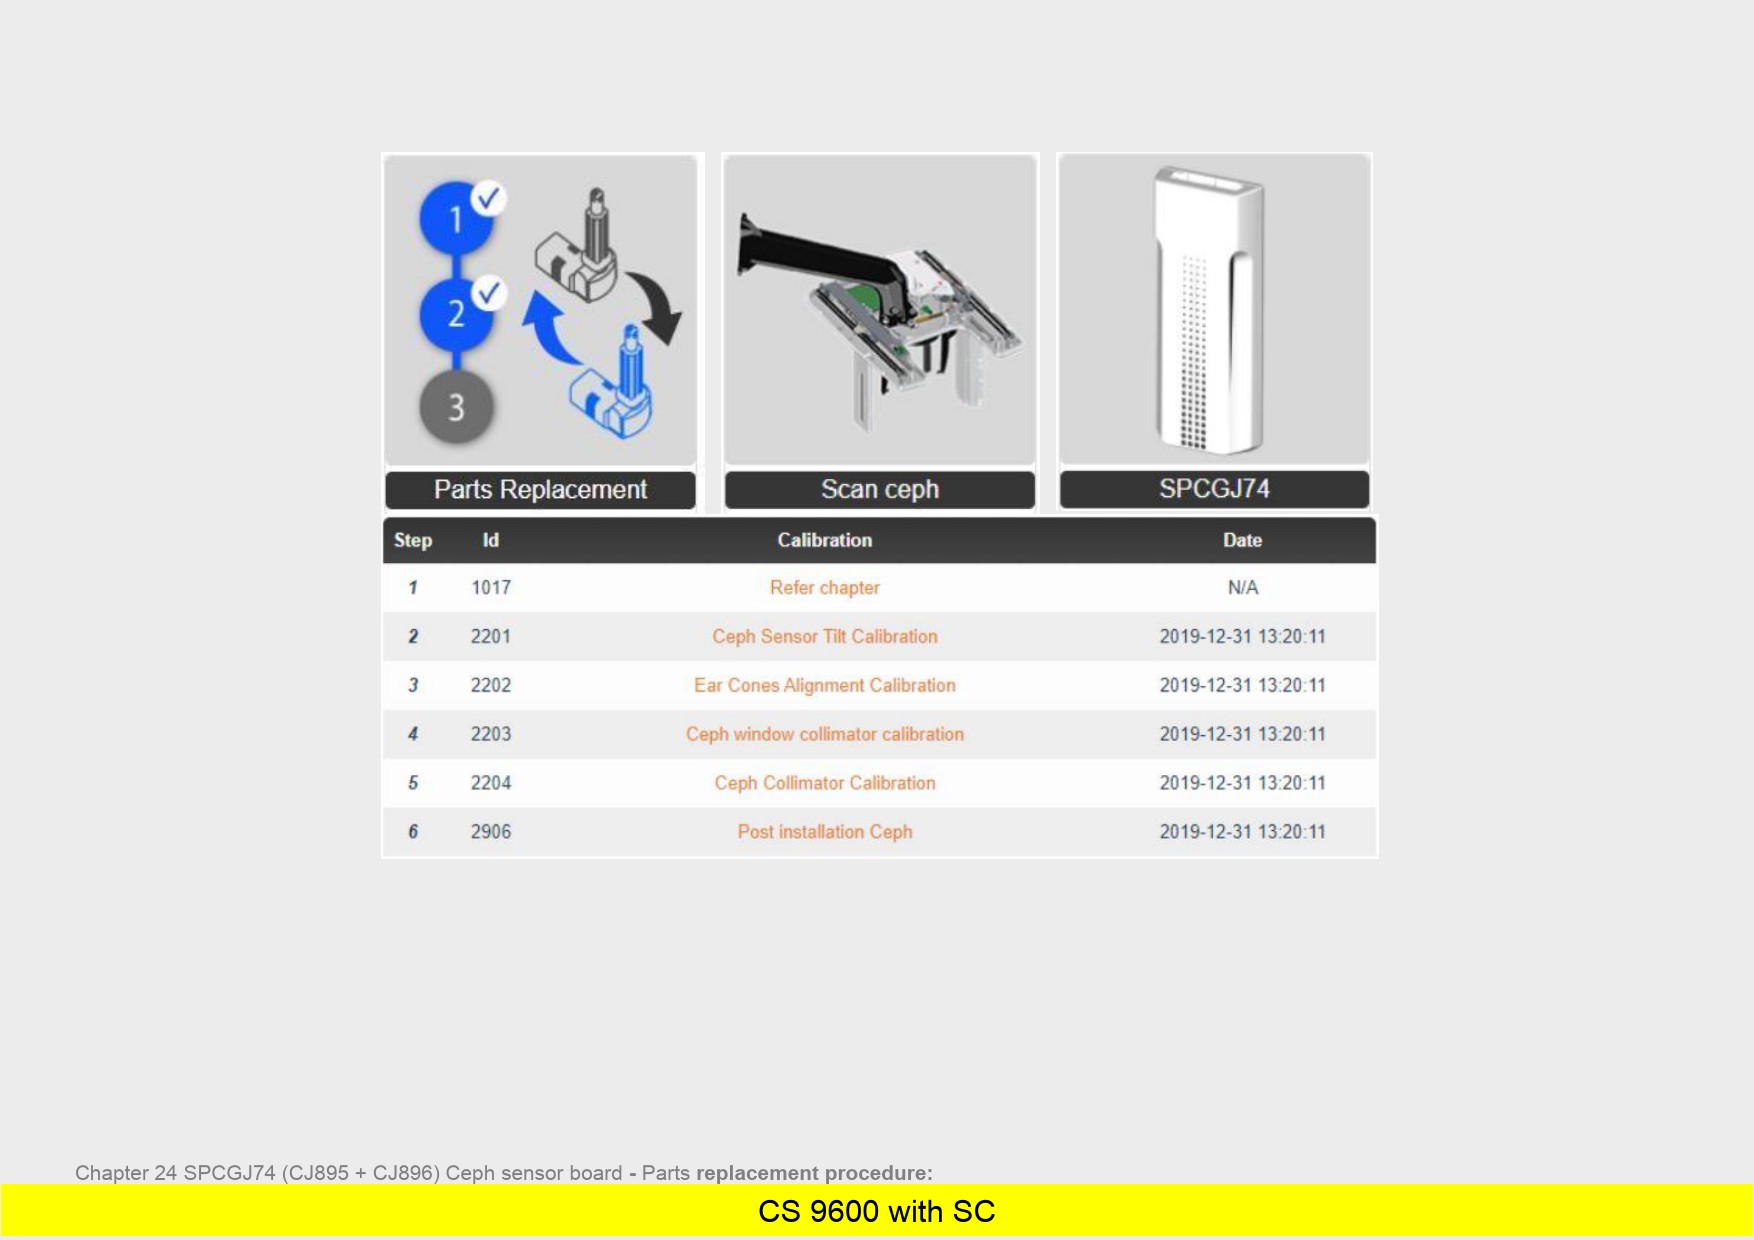 1
2
3
Parts Replacement
Scan ceph
SPCGJ74
Step Id Calibration Date
1 1017 Refer chapter N/A
2 2201 Ceph Sensor Tilt Calibration 2019-12-31 13:20:11
3 2202 Ear Cones Alignment Calibration 2019-12-31 13:20:11
4 2203 Ceph window collimator calibration 2019-12-31 13:20:11
5 2204 Ceph Collimator Calibration 2019-12-31 13:20:11
6 2906 Post installation Ceph 2019-12-31 13:20:11
Chapter 24 SPCGJ74 (CJ895 + CJ896) Ceph sensor board - Parts replacement procedure:
CS 9600 with SC